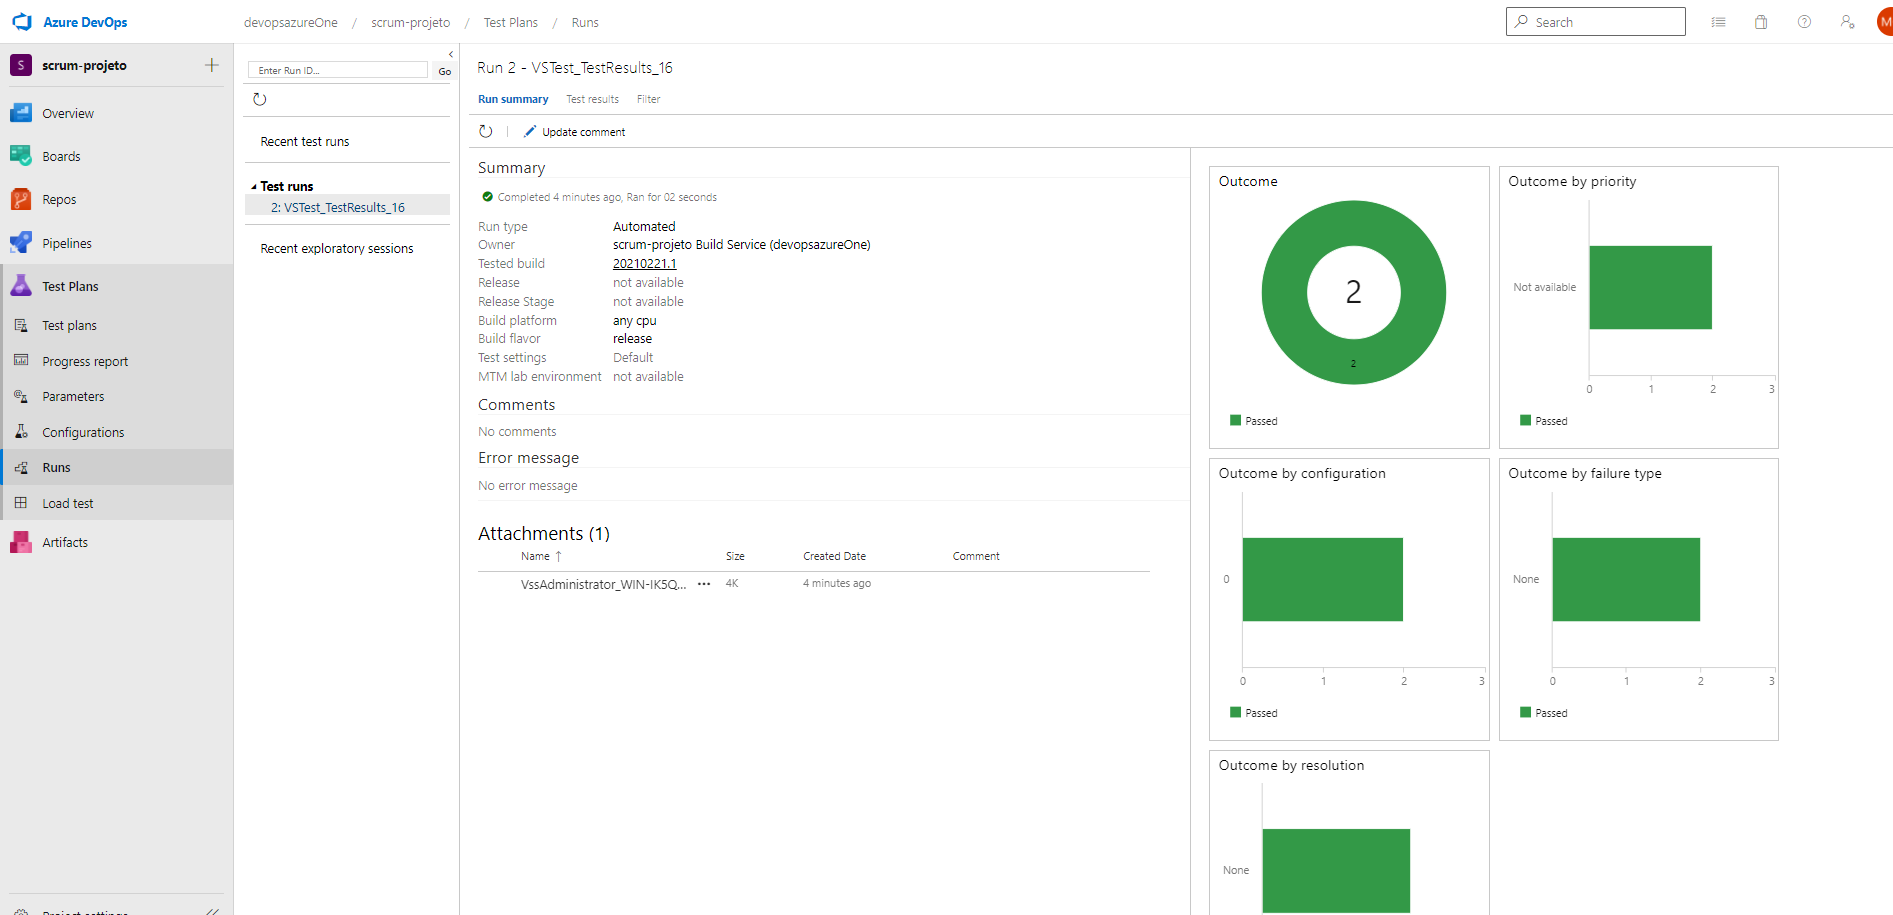 Azure DevOps
devopsazureOne / scrum-projeto / Test Plans / Runs
Search
M
S scrum-projeto
Overview
Boards
Repos
Pipelines
Test Plans
Test plans
Progress report
Parameters
Configurations
Runs
Load test
Artifacts
Project settings
Enter Run ID...
Go
Recent test runs
Test runs
2: VSTest_TestResults_16
Recent exploratory sessions
Run 2 - VSTest_TestResults_16
Run summary Test results Filter
Update comment
Summary
Completed 4 minutes ago, Ran for 02 seconds
Run type Automated
Owner scrum-projeto Build Service (devopsazureOne)
Tested build 20210221.1
Release not available
Release Stage not available
Build platform any cpu
Build flavor release
Test settings Default
MTM lab environment not available
Comments
No comments
Error message
No error message
Attachments (1)
Name Size Created Date Comment
VssAdministrator_WIN-IK5Q... 4K 4 minutes ago
Outcome
2
2
Passed
Outcome by priority
Not available
0 1 2 3
Passed
Outcome by configuration
0
0 1 2 3
Passed
Outcome by failure type
None
0 1 2 3
Passed
Outcome by resolution
None